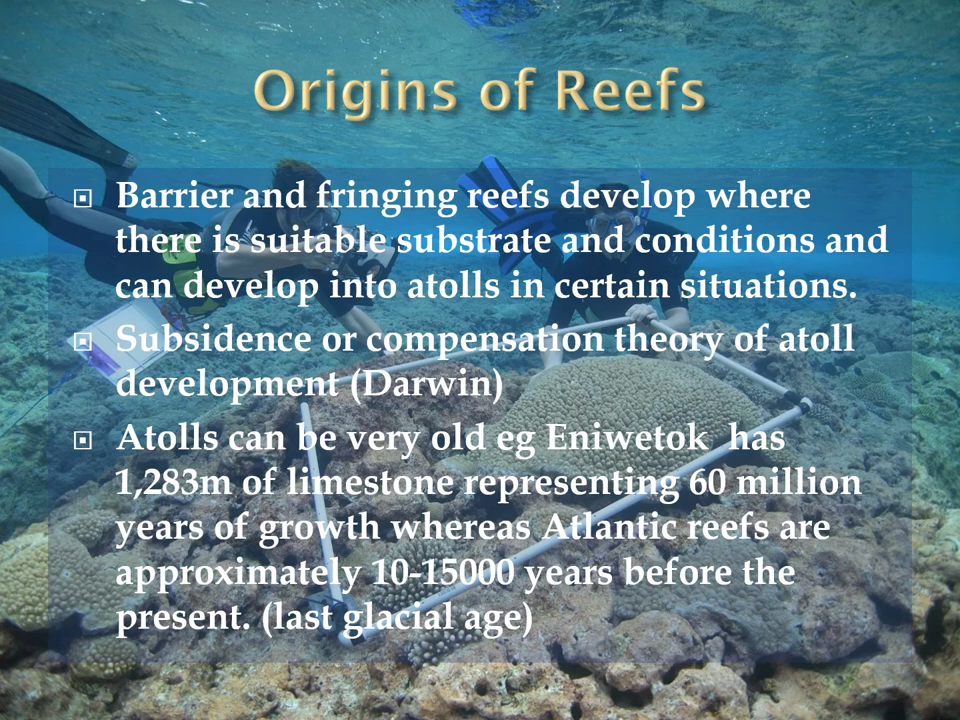 Origins of Reefs
Barrier and fringing reefs develop where
there is suitable substrate and conditions and
can develop into atolls in certain situations.
Subsidence or compensation theory of atoll
development (Darwin)
Atolls can be very old eg Eniwetok  has
1,283m of limestone representing 60 million
years of growth whereas Atlantic reefs are
approximately 10-15000 years before the
present. (last glacial age)